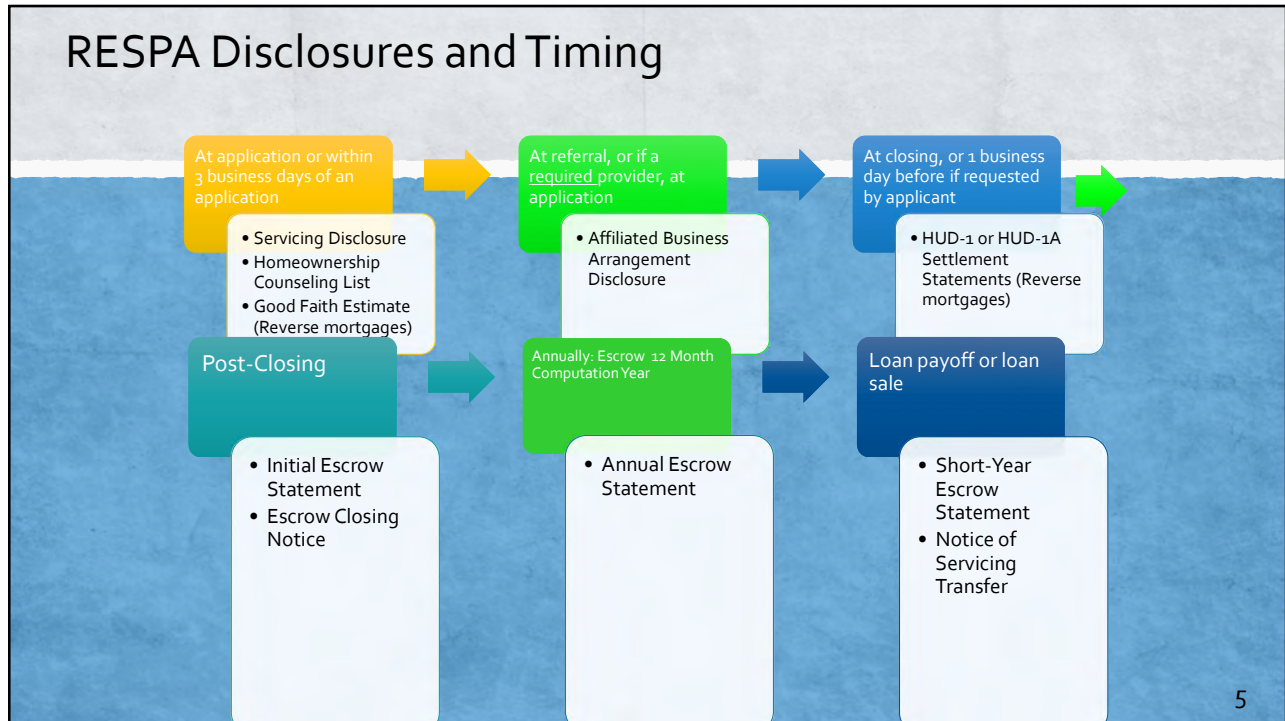 RESPA Disclosures and Timing
At application or within
3 business days of an
application
• Servicing Disclosure
• Homeownership
Counseling List
• Good Faith Estimate
(Reverse mortgages)
At referral, or if a
required provider, at
application
• Affiliated Business
Arrangement
Disclosure
At closing, or 1 business
day before if requested
by applicant
• HUD-1 or HUD-1A
Settlement
Statements (Reverse
mortgages)
Post-Closing
• Initial Escrow
Statement
• Escrow Closing
Notice
Annually: Escrow 12 Month
Computation Year
• Annual Escrow
Statement
Loan payoff or loan
sale
• Short-Year
Escrow
Statement
• Notice of
Servicing
Transfer
5